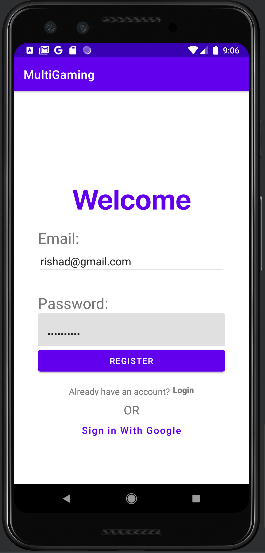 9:06
MultiGaming
Welcome
Email:
rishad@gmail.com
Password:
..........
REGISTER
Already have an account? Login
OR
Sign in With Google